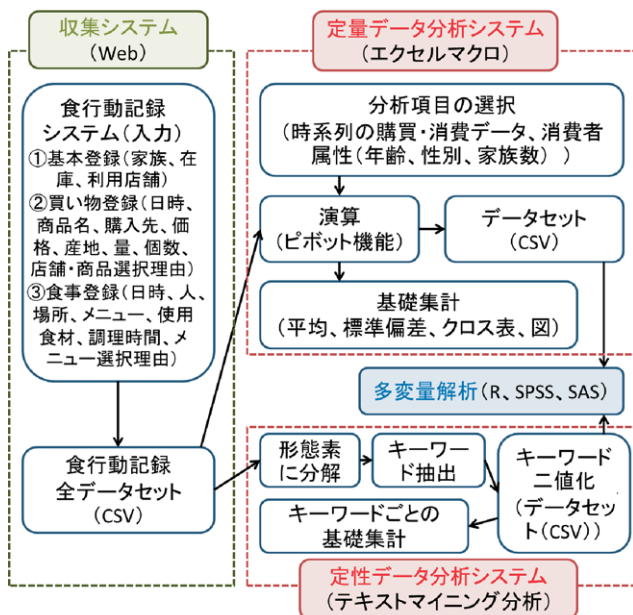 収集システム
（Web）
食行動記録
システム（入力）
①基本登録（家族、在
庫、利用店舗）
②買い物登録（日時、
商品名、購入先、価
格、産地、量、個数、
店舗・商品選択理由）
③食事登録（日時、人、
場所、メニュー、使用
食材、調理時間、メ
ニュー選択理由）
食行動記録
全データセット
（CSV）
定量データ分析システム
（エクセルマクロ）
分析項目の選択
（時系列の購買・消費データ、消費者
属性（年齢、性別、家族数））
演算
（ピボット機能）
データセット
（CSV）
基礎集計
（平均、標準偏差、クロス表、図）
多変量解析（R、SPSS、SAS）
形態素
に分解
キーワー
ド抽出
キーワード
二値化
（データセッ
ト（CSV））
キーワードごとの
基礎集計
定性データ分析システム
（テキストマイニング分析）